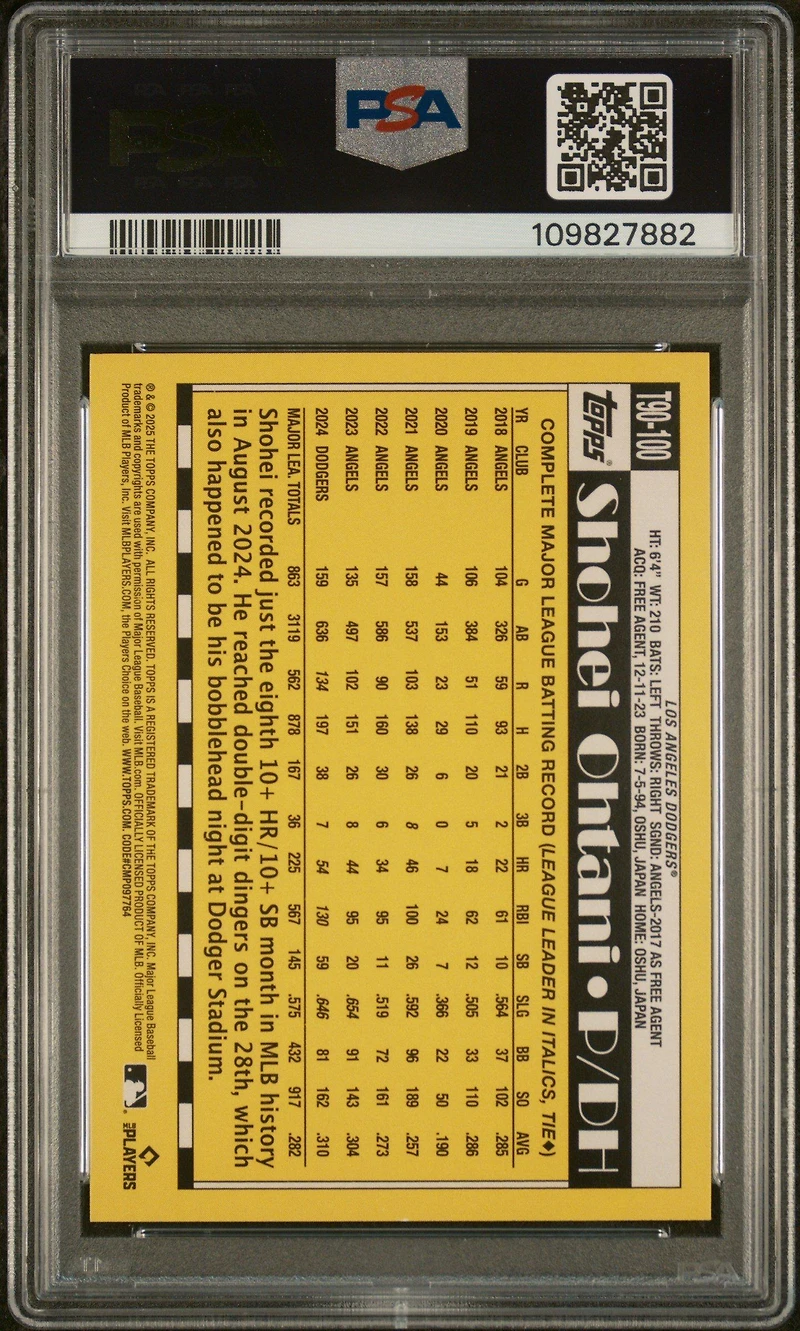 PSA
109827882
T90-100
LOS ANGELES DODGERS®
HT: 6'4" WT: 210 BATS: LEFT THROWS: RIGHT SGND: ANGELS-2017 AS FREE AGENT
ACQ: FREE AGENT, 12-11-23 BORN: 7-5-94, OSHU, JAPAN HOME: OSHU, JAPAN
topps®
Shohei Ohtani • P/DH
COMPLETE MAJOR LEAGUE BATTING RECORD (LEAGUE LEADER IN ITALICS, TIE♦)
YR CLUB G AB R H 2B 3B HR RBI SB SLG BB SO AVG
2018 ANGELS 104 326 59 93 21 2 22 61 10 .564 37 102 .285
2019 ANGELS 106 384 51 110 20 5 18 62 12 .505 33 110 .286
2020 ANGELS 44 153 23 29 6 0 7 24 7 .366 22 50 .190
2021 ANGELS 158 537 103 138 26 8 46 100 26 .592 96 189 .257
2022 ANGELS 157 586 90 160 30 6 34 95 11 .519 72 161 .273
2023 ANGELS 135 497 102 151 26 8 44 95 20 .654 91 143 .304
2024 DODGERS 159 636 134 197 38 7 54 130 59 .646 81 162 .310
MAJOR LEA. TOTALS 863 3119 562 878 167 36 225 567 145 .575 432 917 .282
Shohei recorded just the eighth 10+ HR/10+ SB month in MLB history
in August 2024. He reached double-digit dingers on the 28th, which
also happened to be his bobblehead night at Dodger Stadium.
® & © 2025 THE TOPPS COMPANY, INC. ALL RIGHTS RESERVED. TOPPS IS A REGISTERED TRADEMARK OF THE TOPPS COMPANY, INC. Major League Baseball
trademarks and copyrights are used with permission of Major League Baseball. Visit MLB.com. OFFICIALLY LICENSED PRODUCT OF MLB. Officially Licensed
Product of MLB Players, Inc. Visit MLBPLAYERS.COM, the Players Choice on the web. WWW.TOPPS.COM. CODE#CMP097764
MLB PLAYERS
PSA